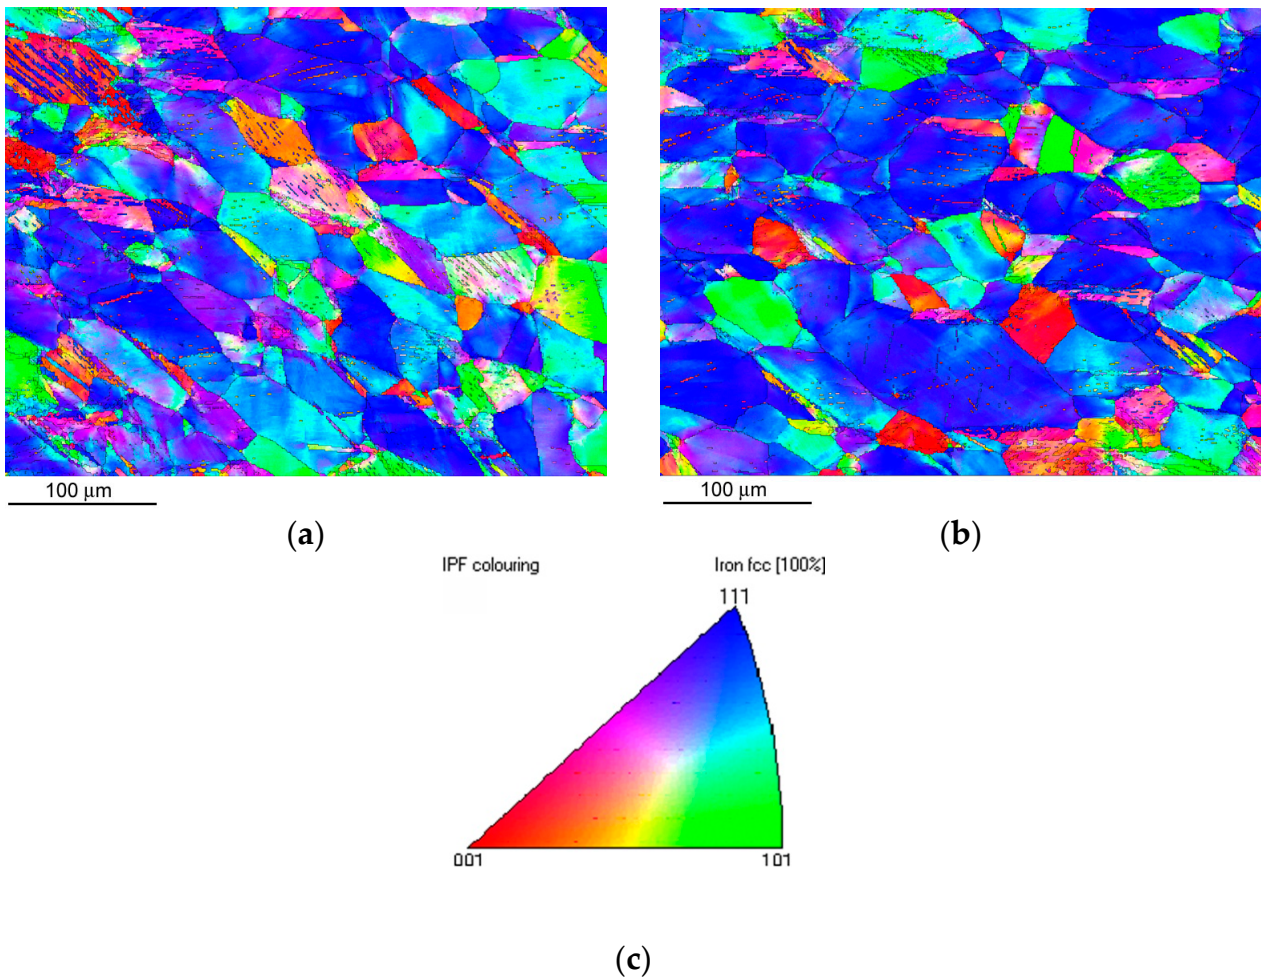 100 µm
100 µm
(a)
(b)
IPF colouring
Iron fcc [100%]
111
001
101
(c)